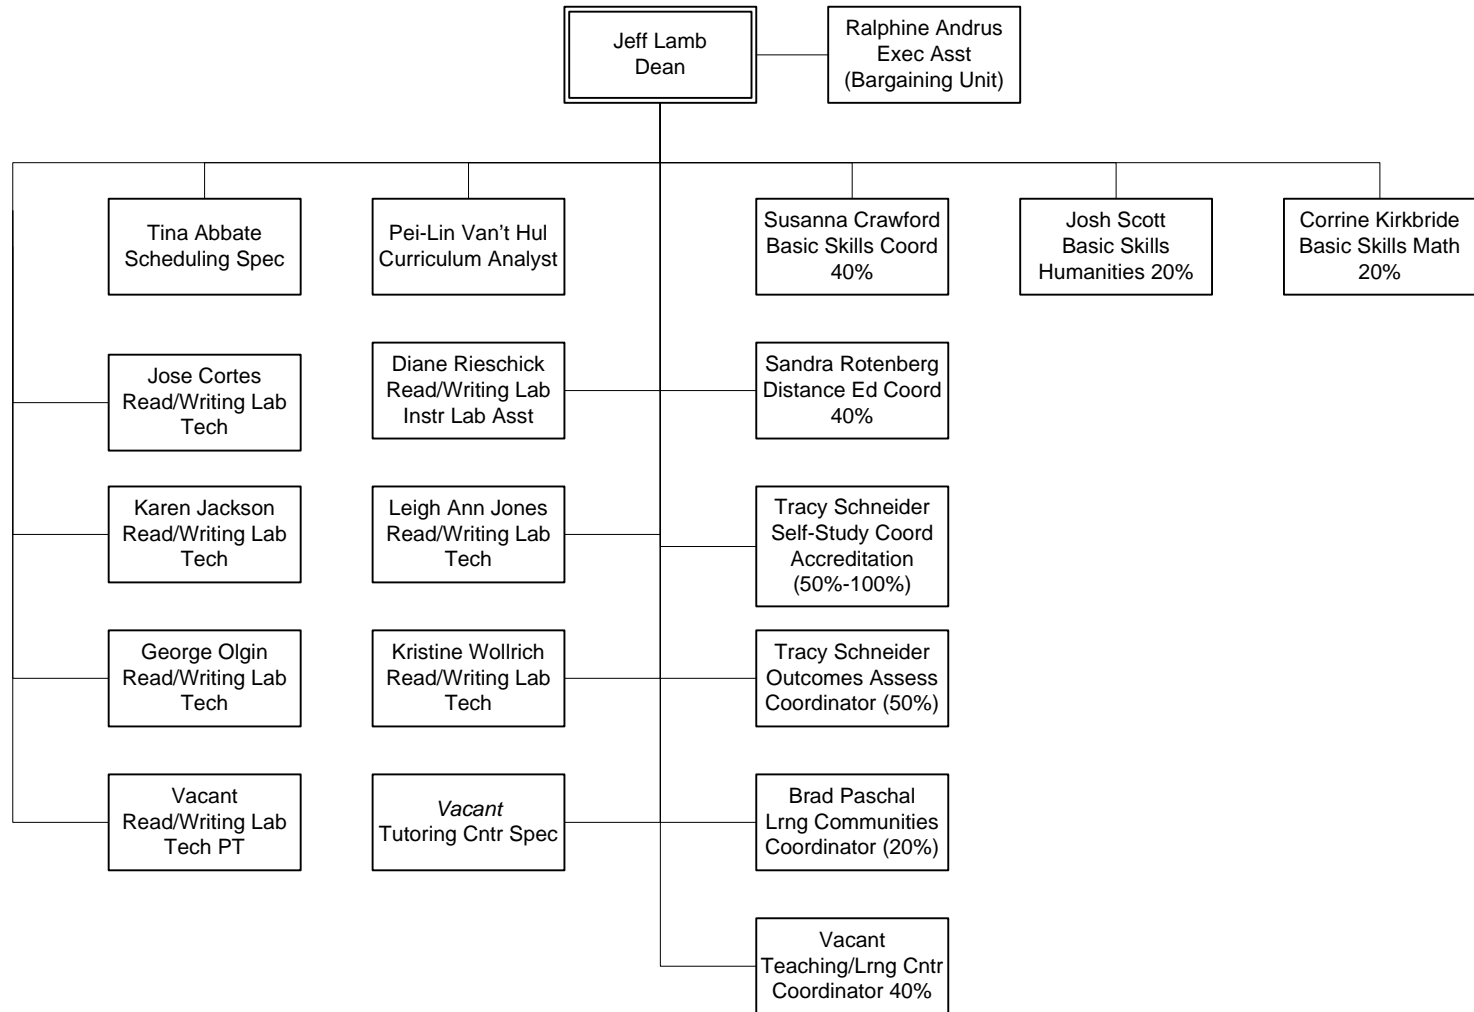 Jeff Lamb
Dean
Ralphine Andrus
Exec Asst
(Bargaining Unit)
Tina Abbate
Scheduling Spec
Pei-Lin Van’t Hul
Curriculum Analyst
Susanna Crawford
Basic Skills Coord
40%
Josh Scott
Basic Skills
Humanities 20%
Corrine Kirkbride
Basic Skills Math
20%
Jose Cortes
Read/Writing Lab
Tech
Diane Rieschick
Read/Writing Lab
Instr Lab Asst
Sandra Rotenberg
Distance Ed Coord
40%
Karen Jackson
Read/Writing Lab
Tech
Leigh Ann Jones
Read/Writing Lab
Tech
Tracy Schneider
Self-Study Coord
Accreditation
(50%-100%)
George Olgin
Read/Writing Lab
Tech
Kristine Wollrich
Read/Writing Lab
Tech
Tracy Schneider
Outcomes Assess
Coordinator (50%)
Vacant
Read/Writing Lab
Tech PT
Vacant
Tutoring Cntr Spec
Brad Paschal
Lrng Communities
Coordinator (20%)
Vacant
Teaching/Lrng Cntr
Coordinator 40%